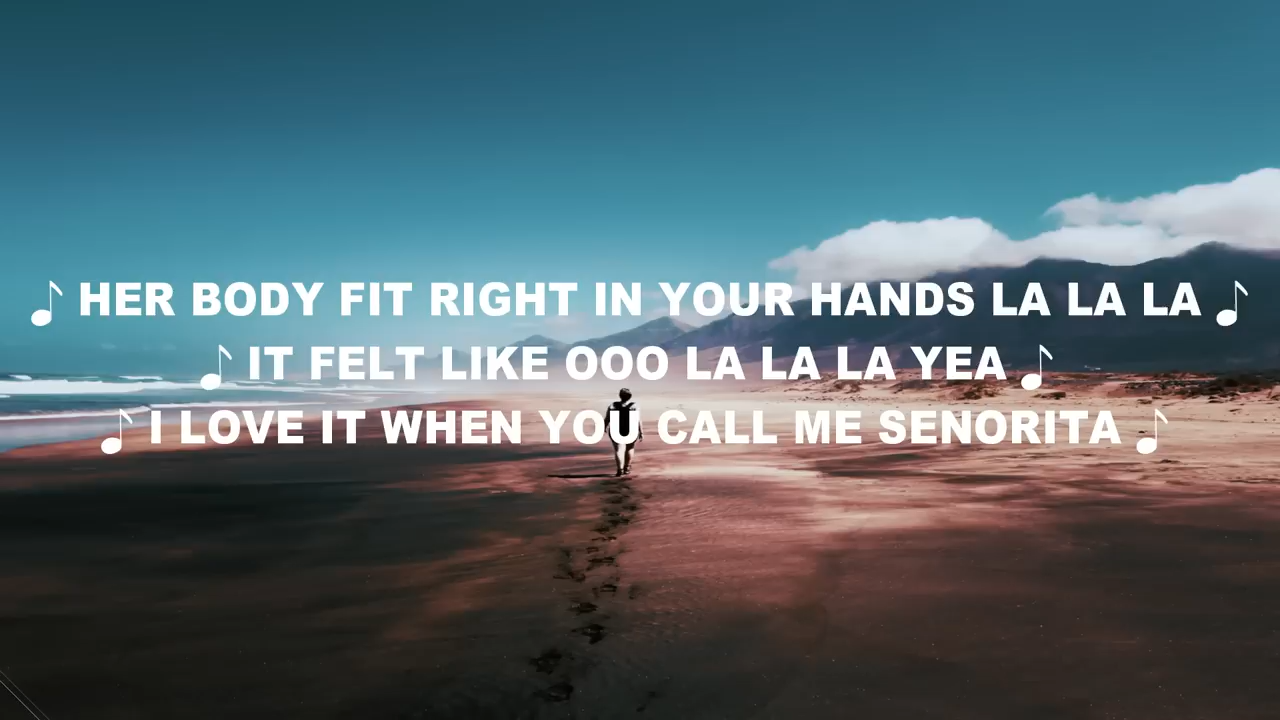 ♪ HER BODY FIT RIGHT IN YOUR HANDS LA LA LA ♪
♪ IT FELT LIKE OOO LA LA LA YEA ♪
♪ I LOVE IT WHEN YOU CALL ME SENORITA ♪